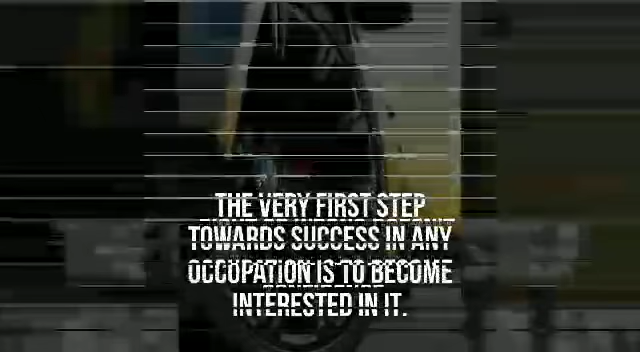 THE VERY FIRST STEP
TOWARDS SUCCESS IN ANY
OCCUPATION IS TO BECOME
INTERESTED IN IT.